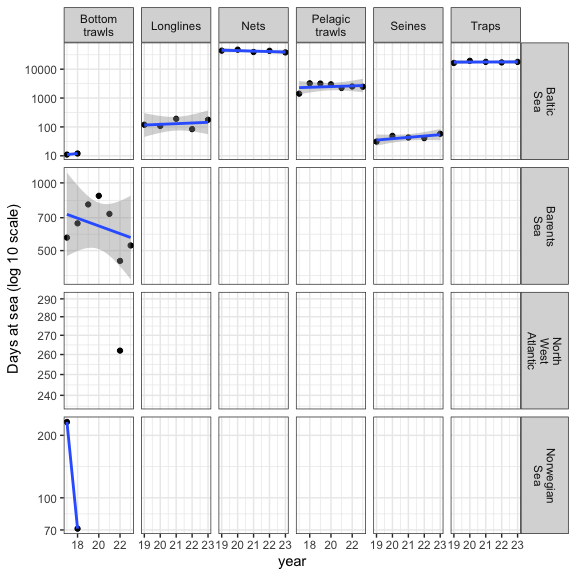 Bottom
trawls
Longlines
Nets
Pelagic
trawls
Seines
Traps
10000
1000
100
10
Baltic
Sea
1000
700
500
Barents
Sea
290
280
270
260
250
240
North
West
Atlantic
200
100
70
Norwegian
Sea
18 20 22
19 20 21 22 23
19 20 21 22 23
18 20 22
19 20 21 22 23
19 20 21 22 23
year
Days at sea (log 10 scale)